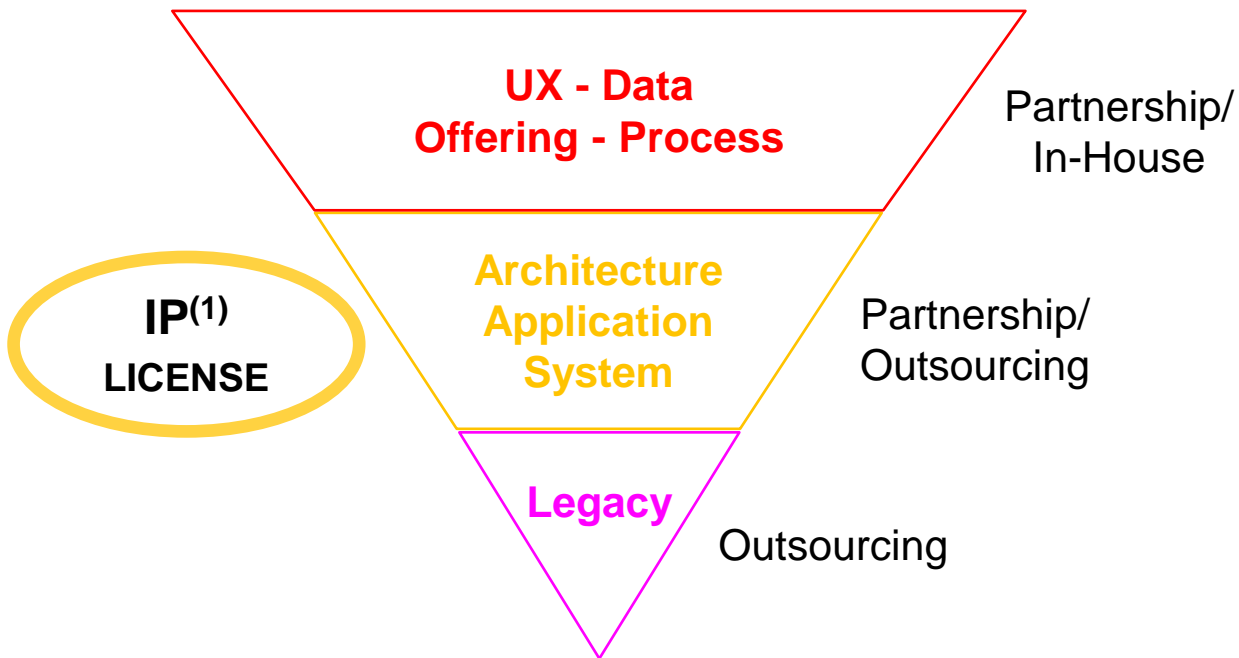 UX - Data
Offering - Process
Partnership/
In-House
Architecture
Application
System
IP(1)
LICENSE
Partnership/
Outsourcing
Legacy
Outsourcing